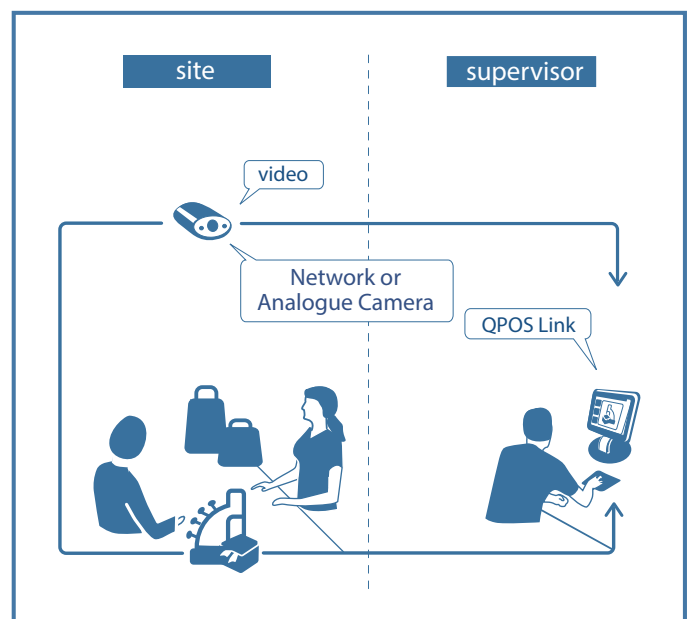 site
supervisor
video
Network or
Analogue Camera
QPOS Link